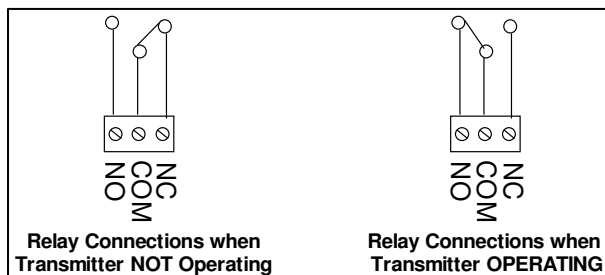 NO COM NC
Relay Connections when
Transmitter NOT Operating
NO COM NC
Relay Connections when
Transmitter OPERATING